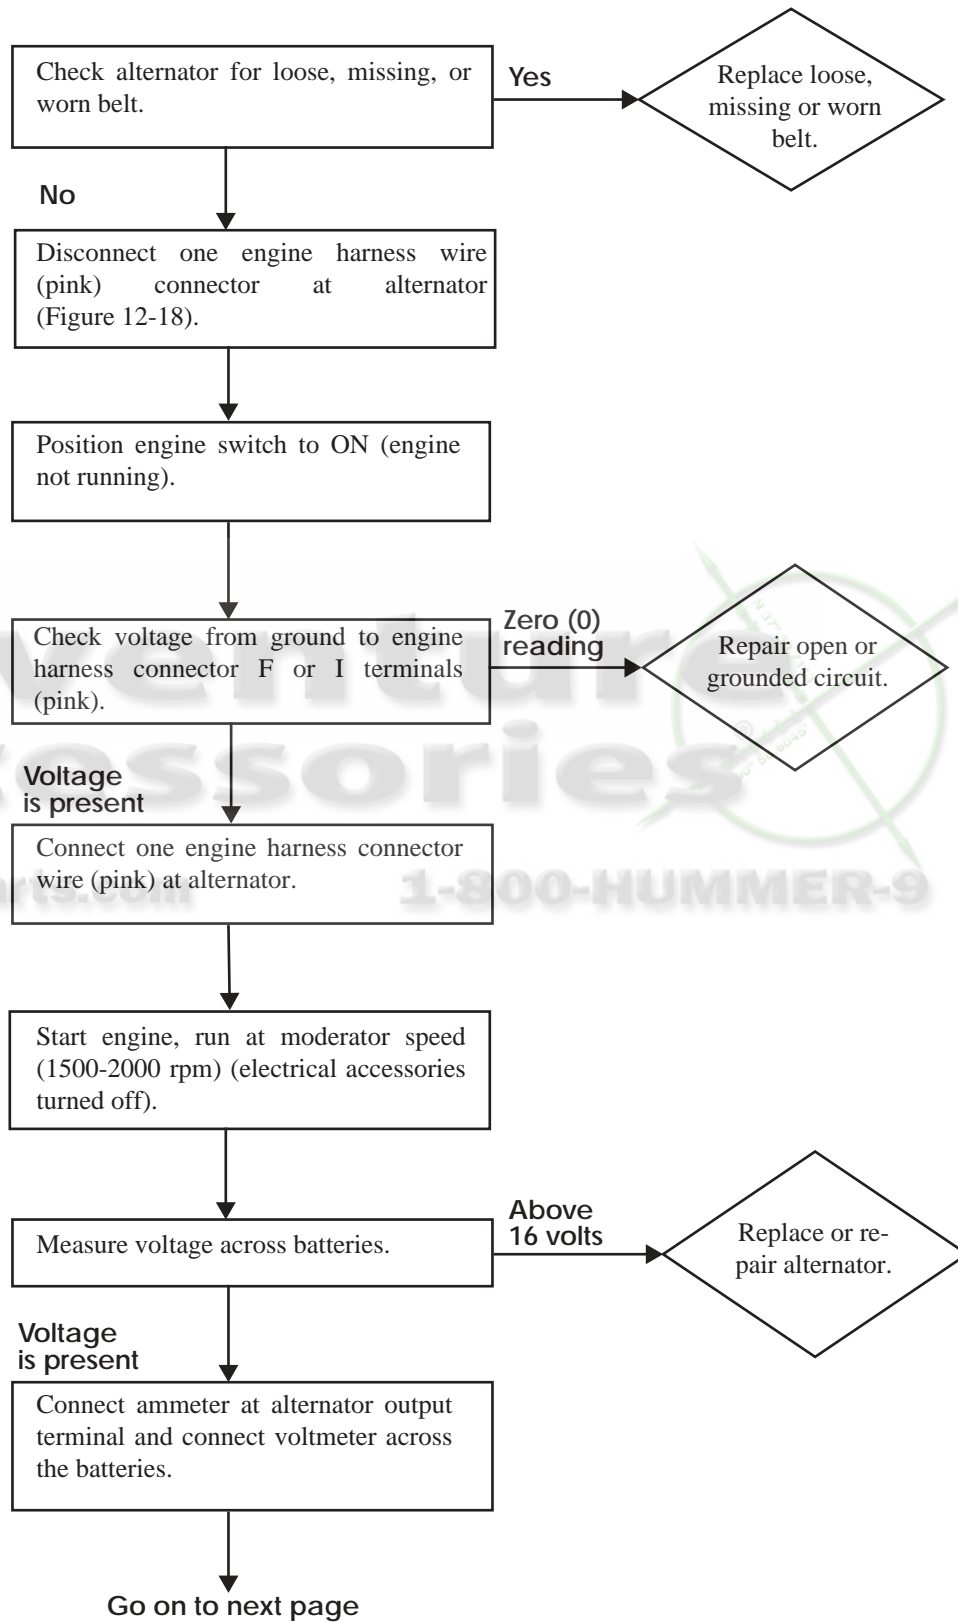 Check alternator for loose, missing, or
worn belt.
Yes
Replace loose,
missing or worn
belt.
No
Disconnect one engine harness wire
(pink) connector at alternator
(Figure 12-18).
Position engine switch to ON (engine
not running).
Check voltage from ground to engine
harness connector F or I terminals
(pink).
Zero (0)
reading
Repair open or
grounded circuit.
Voltage
is present
Connect one engine harness connector
wire (pink) at alternator.
1-800-HUMMER-9
Start engine, run at moderator speed
(1500-2000 rpm) (electrical accessories
turned off).
Measure voltage across batteries.
Above
16 volts
Replace or re-
pair alternator.
Voltage
is present
Connect ammeter at alternator output
terminal and connect voltmeter across
the batteries.
Go on to next page